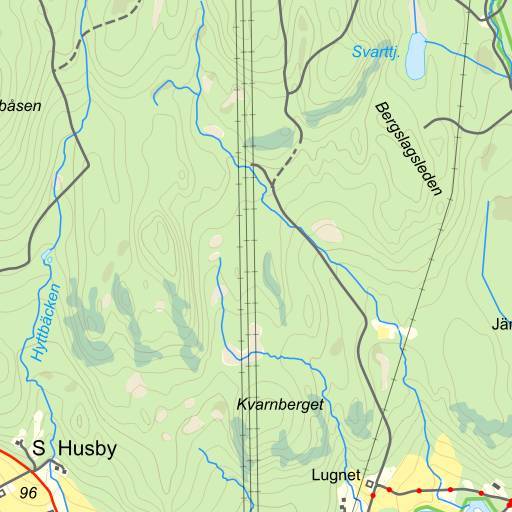 Svarttj.
båsen
Bergslagsleden
Hyttbäcken
Jär
Kvarnberget
S Husby
Lugnet
96